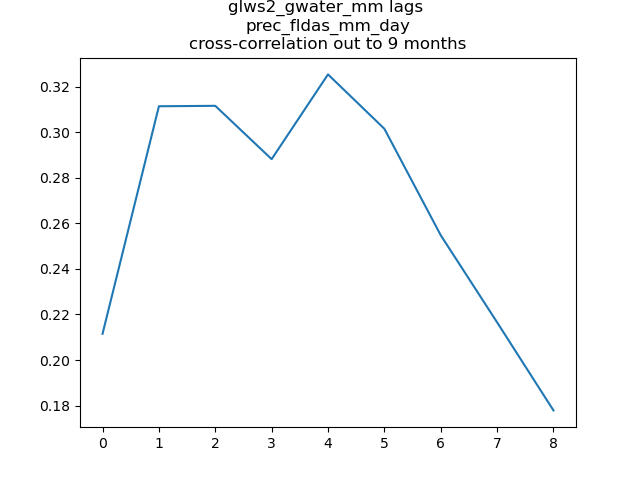 glws2_gwater_mm lags
prec_fldas_mm_day
cross-correlation out to 9 months
0.32
0.30
0.28
0.26
0.24
0.22
0.20
0.18
0 1 2 3 4 5 6 7 8